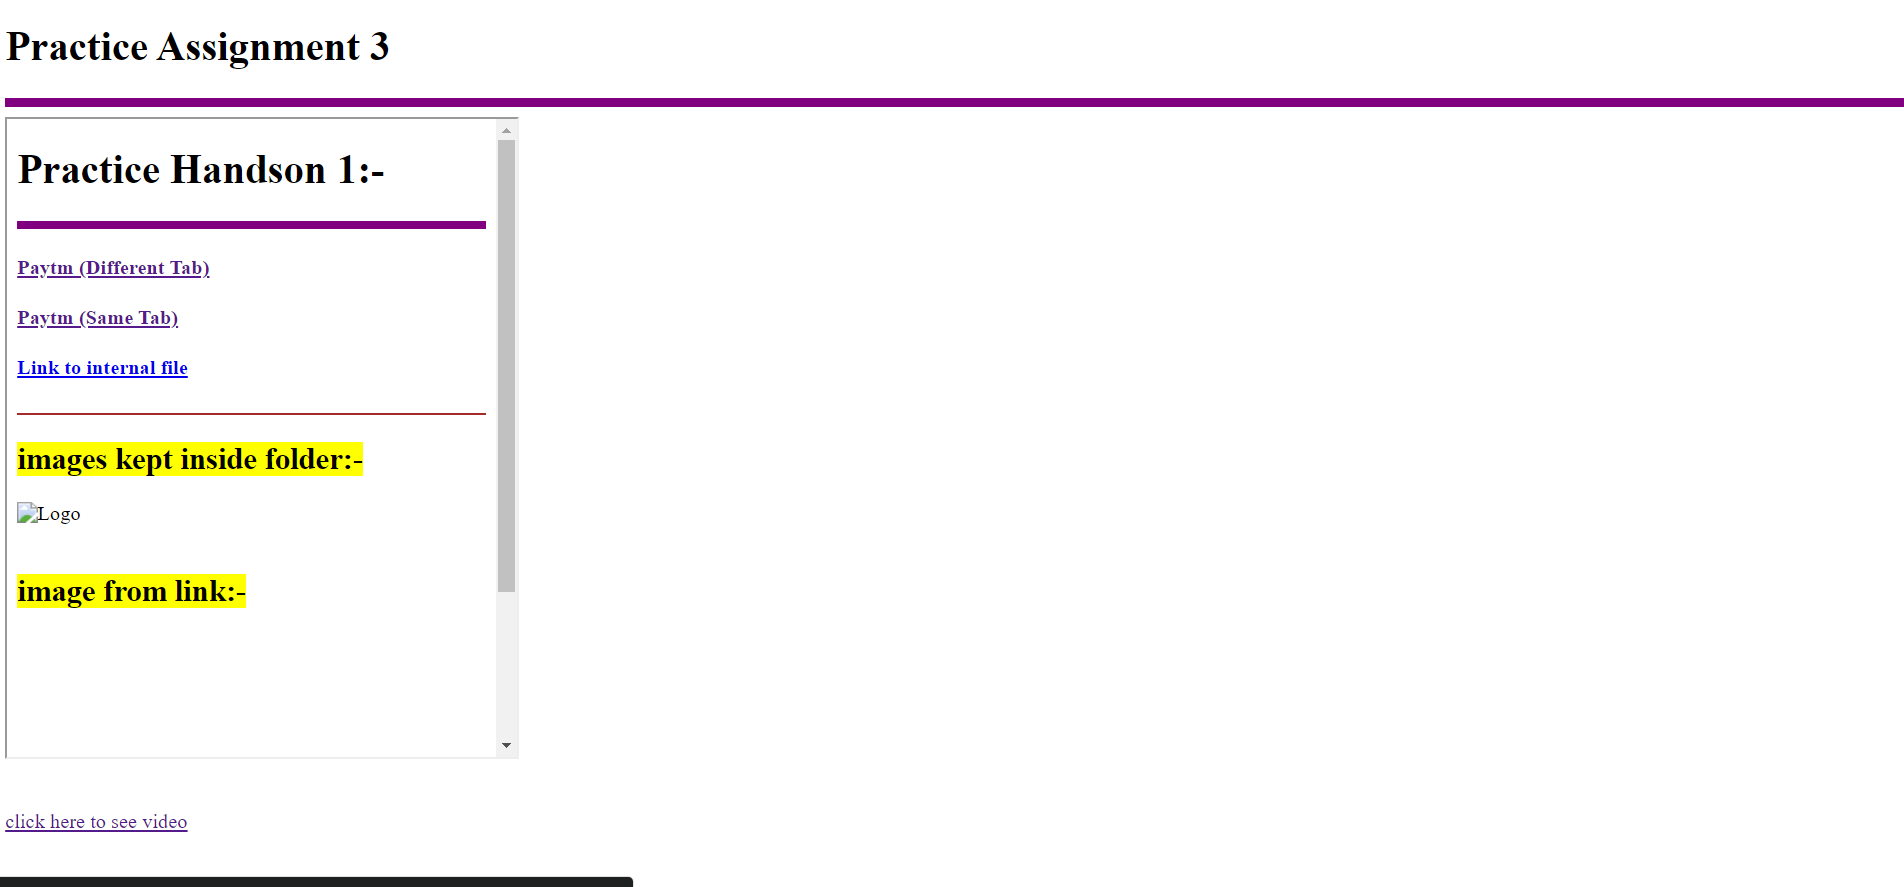 Practice Assignment 3
Practice Handson 1:-
Paytm (Different Tab)
Paytm (Same Tab)
Link to internal file
images kept inside folder:-
Logo
image from link:-
click here to see video